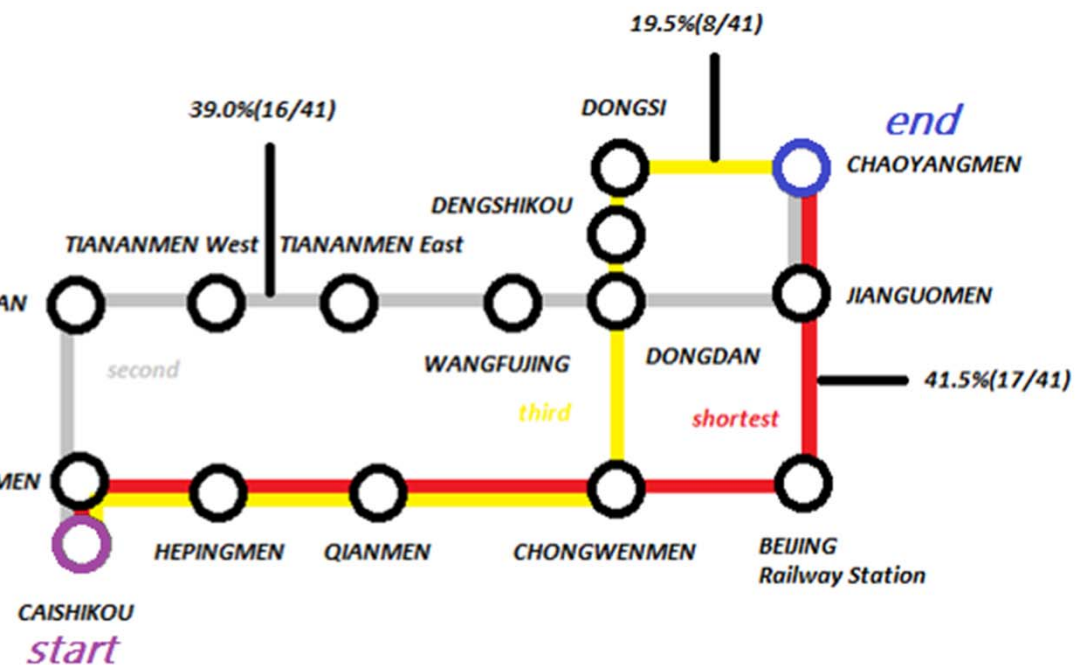 19.5%(8/41)
39.0%(16/41)
DONGSI
end
CHAOYANGMEN
DENGSHIKOU
TIANANMEN West
TIANANMEN East
AN
JIANGUOMEN
WANGFUJING
DONGDAN
second
41.5%(17/41)
third
shortest
MEN
HEPINGMEN
QIANMEN
CHONGWENMEN
BEIJING
Railway Station
CAISHIKOU
start